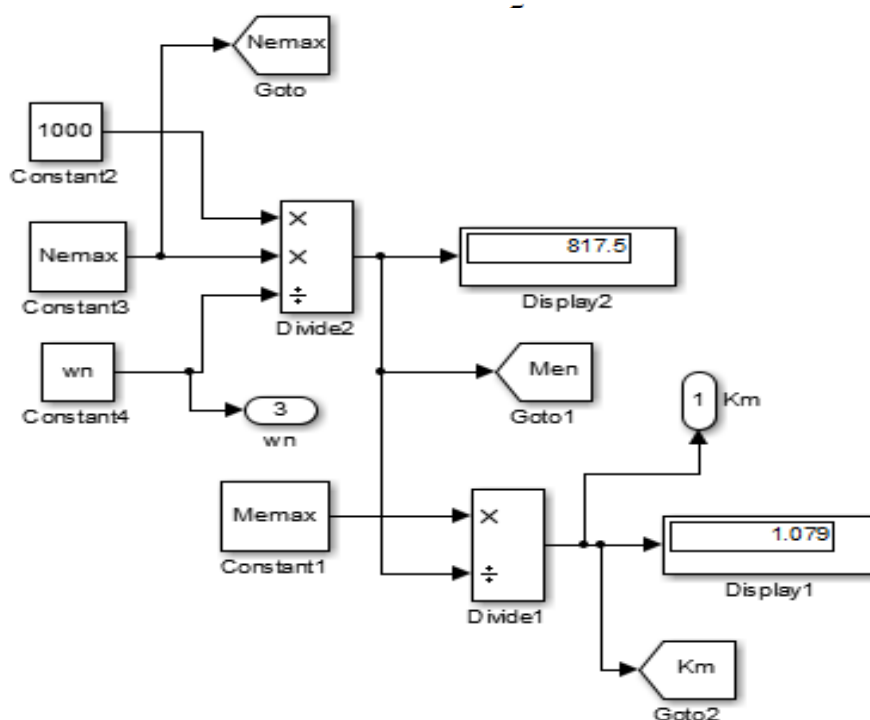 Nemax
Goto
1000
Constant2
×
Nemax
×
817.5
Constant3
÷
Display2
Divide2
wn
Men
Constant4
3
Goto1
1
Km
wn
Memax
×
1.079
Constant1
÷
Display1
Divide1
Km
Goto2